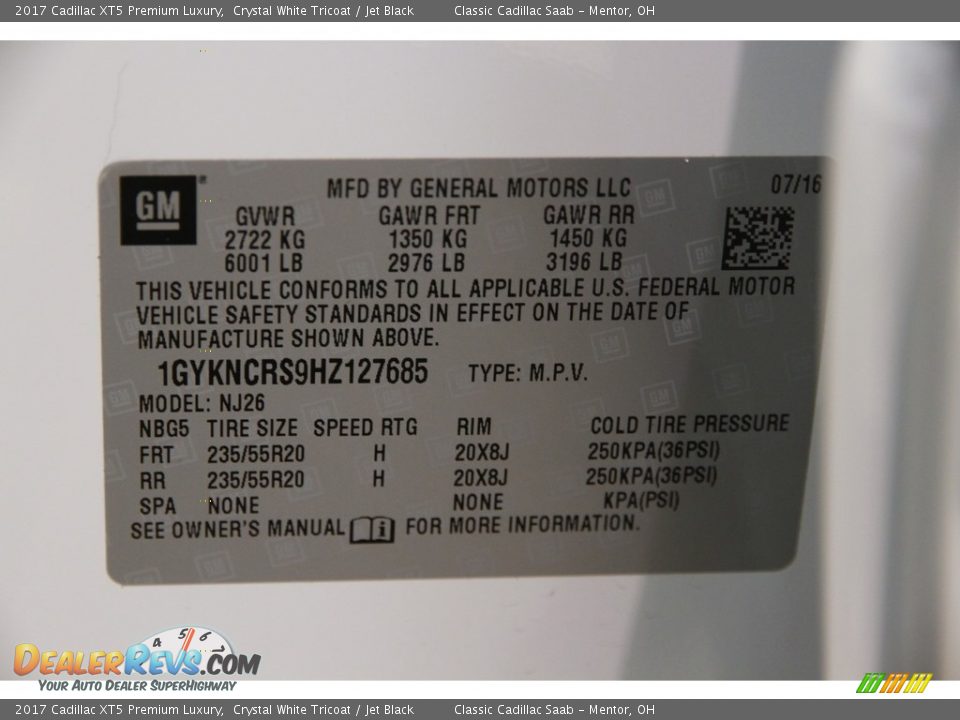 2017 Cadillac XT5 Premium Luxury, Crystal White Tricoat / Jet Black Classic Cadillac Saab - Mentor, OH
GM® MFD BY GENERAL MOTORS LLC 07/16
GVWR GAWR FRT GAWR RR
2722 KG 1350 KG 1450 KG
6001 LB 2976 LB 3196 LB
THIS VEHICLE CONFORMS TO ALL APPLICABLE U.S. FEDERAL MOTOR
VEHICLE SAFETY STANDARDS IN EFFECT ON THE DATE OF
MANUFACTURE SHOWN ABOVE.
1GYKNCRS9HZ127685 TYPE: M.P.V.
MODEL: NJ26
NBG5 TIRE SIZE SPEED RTG RIM COLD TIRE PRESSURE
FRT 235/55R20 H 20X8J 250KPA(36PSI)
RR 235/55R20 H 20X8J 250KPA(36PSI)
SPA NONE NONE KPA(PSI)
SEE OWNER'S MANUAL i FOR MORE INFORMATION.
4 5 6
DEALERREVS.COM
YOUR AUTO DEALER SUPERHIGHWAY
2017 Cadillac XT5 Premium Luxury, Crystal White Tricoat / Jet Black Classic Cadillac Saab - Mentor, OH